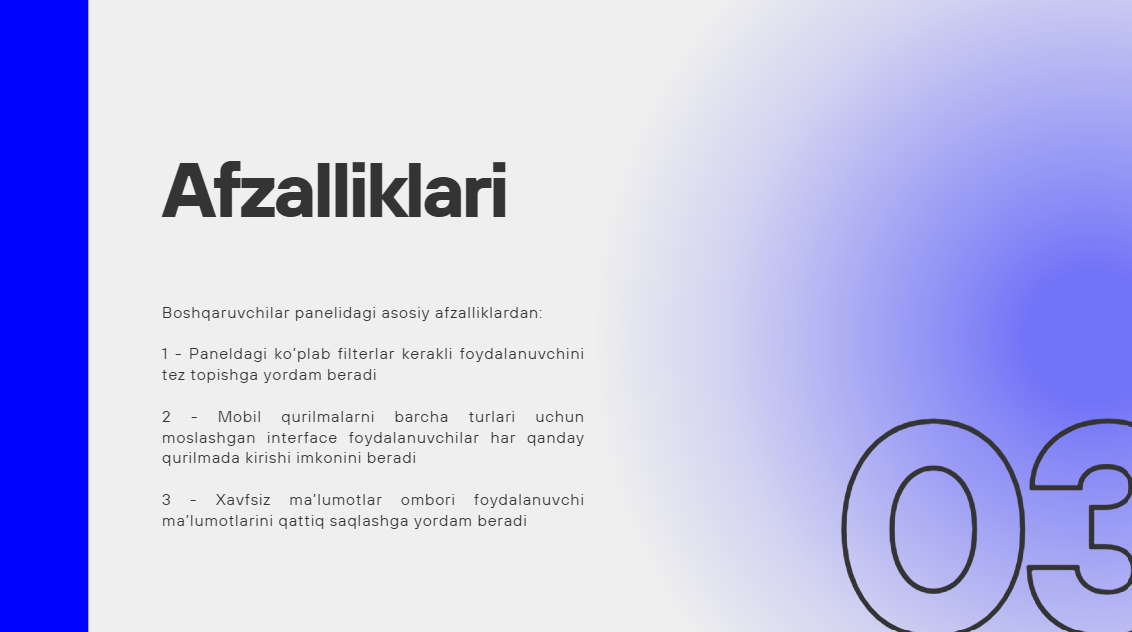 Afzalliklari
Boshqaruvchilar panelidagi asosiy afzalliklardan:
1 - Paneldagi ko'plab filterlar kerakli foydalanuvchini
tez topishga yordam beradi
2 - Mobil qurilmalarni barcha turlari uchun
moslashgan interface foydalanuvchilar har qanday
qurilmada kirishi imkonini beradi
3 - Xavfsiz ma'lumotlar ombori foydalanuvchi
ma'lumotlarini qattiq saqlashga yordam beradi
03